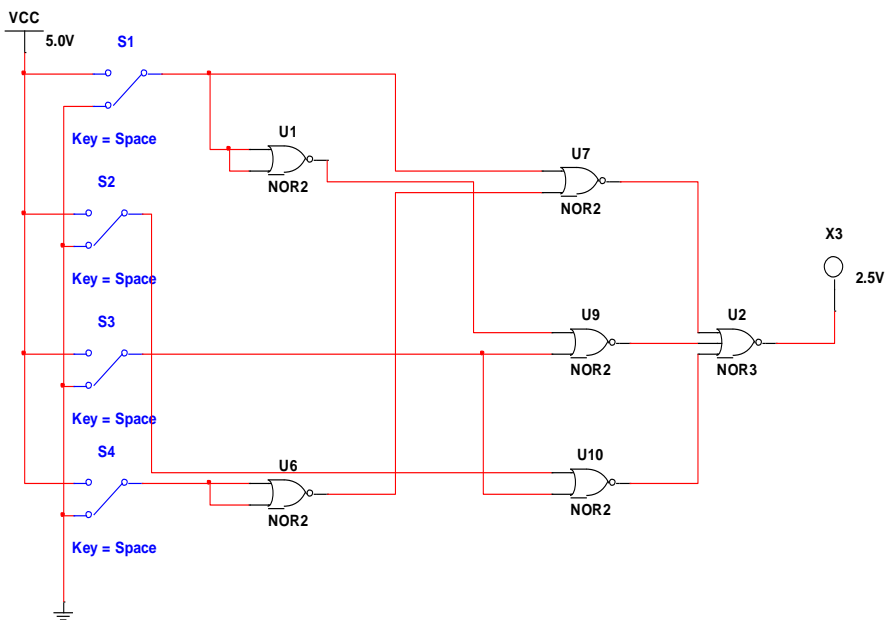 VCC
5.0V
S1
Key = Space
U1
NOR2
U7
NOR2
S2
Key = Space
X3
2.5V
S3
Key = Space
U9
NOR2
U2
NOR3
S4
Key = Space
U6
NOR2
U10
NOR2